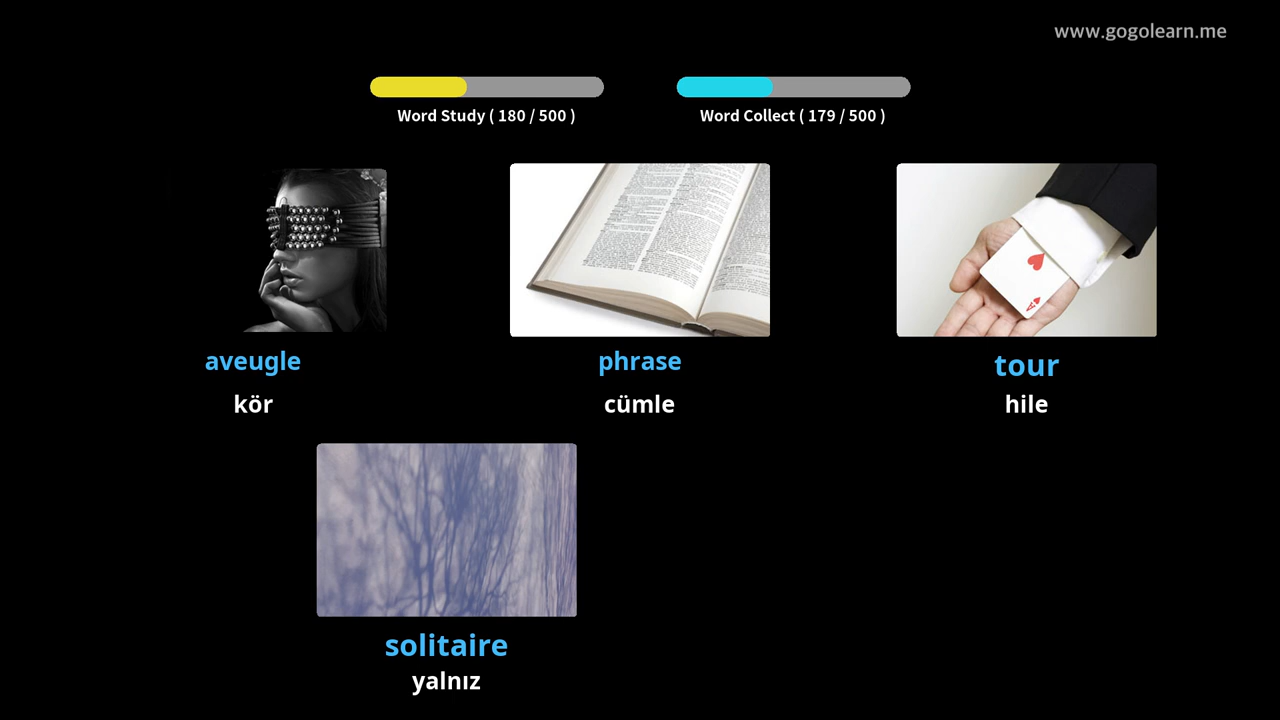 www.gogolearn.me
Word Study ( 180 / 500 )
Word Collect ( 179 / 500 )
aveugle
phrase
tour
kör
cümle
hile
solitaire
yalnız